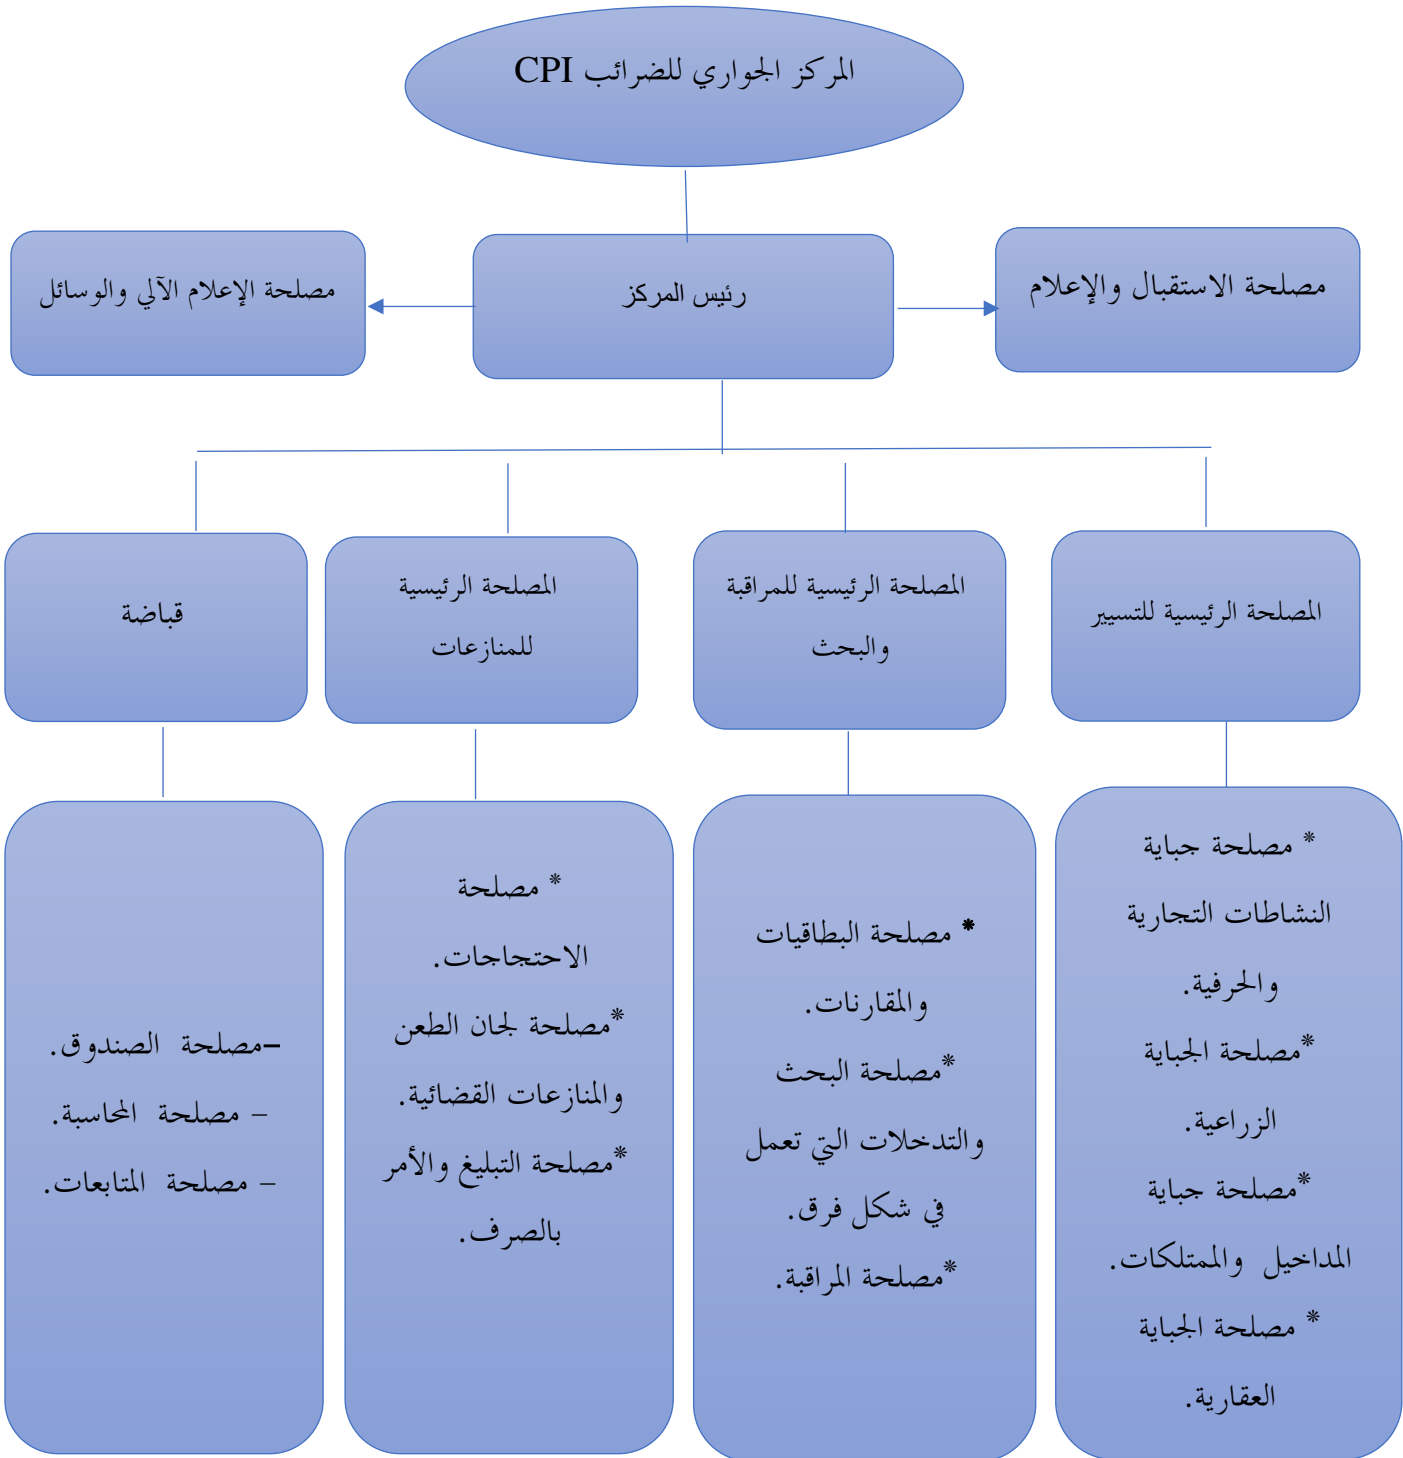 المركز الجواري للضرائب CPI
مصلحة الاستقبال والإعلام
رئيس المركز
مصلحة الإعلام الآلي والوسائل
المصلحة الرئيسية للتسيير
المصلحة الرئيسية للمراقبة
والبحث
المصلحة الرئيسية
للمنازعات
قباضة
* مصلحة جباية
النشاطات التجارية
والحرفية.
*مصلحة الجباية
الزراعية.
*مصلحة جباية
المداخيل والممتلكات.
* مصلحة الجباية
العقارية.
* مصلحة البطاقيات
والمقارنات.
*مصلحة البحث
والتدخلات التي تعمل
في شكل فرق.
*مصلحة المراقبة.
* مصلحة
الاحتجاجات.
*مصلحة لجان الطعن
والمنازعات القضائية.
*مصلحة التبليغ والأمر
بالصرف.
–مصلحة الصندوق.
– مصلحة المحاسبة.
– مصلحة المتابعات.